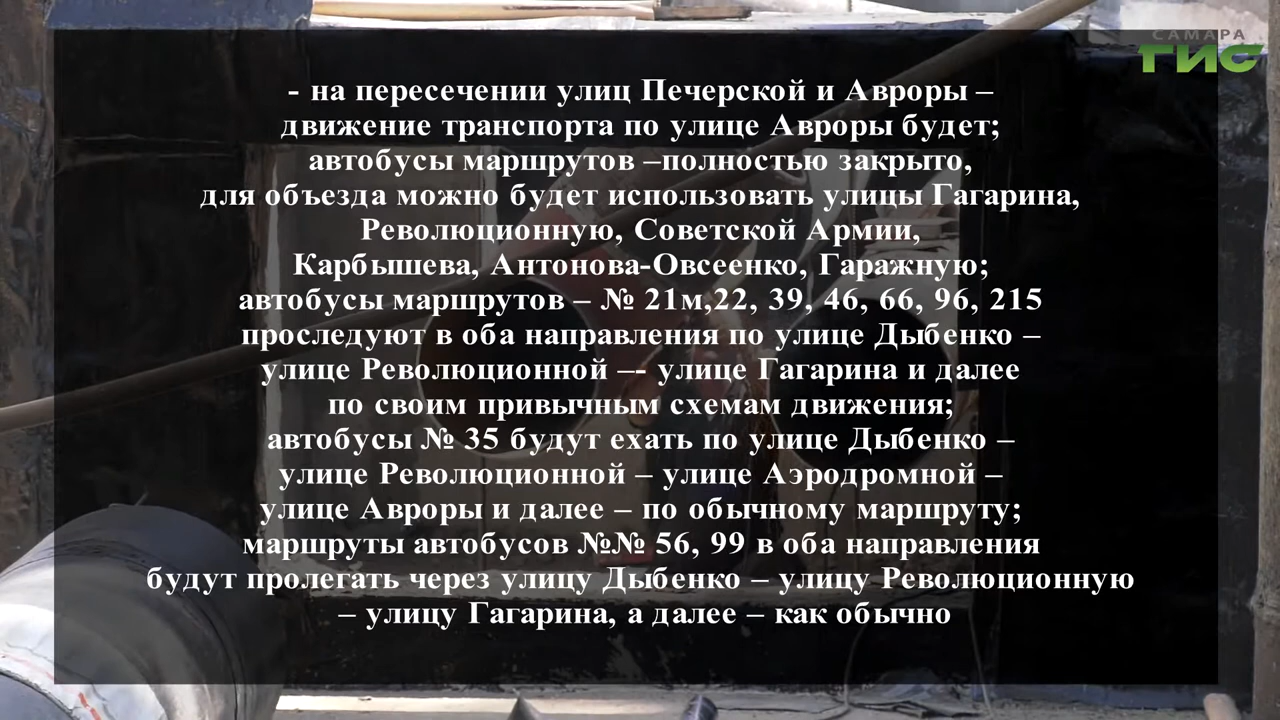 САМАРА
ГИС
- на пересечении улиц Печерской и Авроры –
движение транспорта по улице Авроры будет;
автобусы маршрутов –полностью закрыто,
для объезда можно будет использовать улицы Гагарина,
Революционную, Советской Армии,
Карбышева, Антонова-Овсеенко, Гаражную;
автобусы маршрутов – № 21м,22, 39, 46, 66, 96, 215
проследуют в оба направления по улице Дыбенко –
улице Революционной –- улице Гагарина и далее
по своим привычным схемам движения;
автобусы № 35 будут ехать по улице Дыбенко –
улице Революционной – улице Аэродромной –
улице Авроры и далее – по обычному маршруту;
маршруты автобусов №№ 56, 99 в оба направления
будут пролегать через улицу Дыбенко – улицу Революционную
– улицу Гагарина, а далее – как обычно